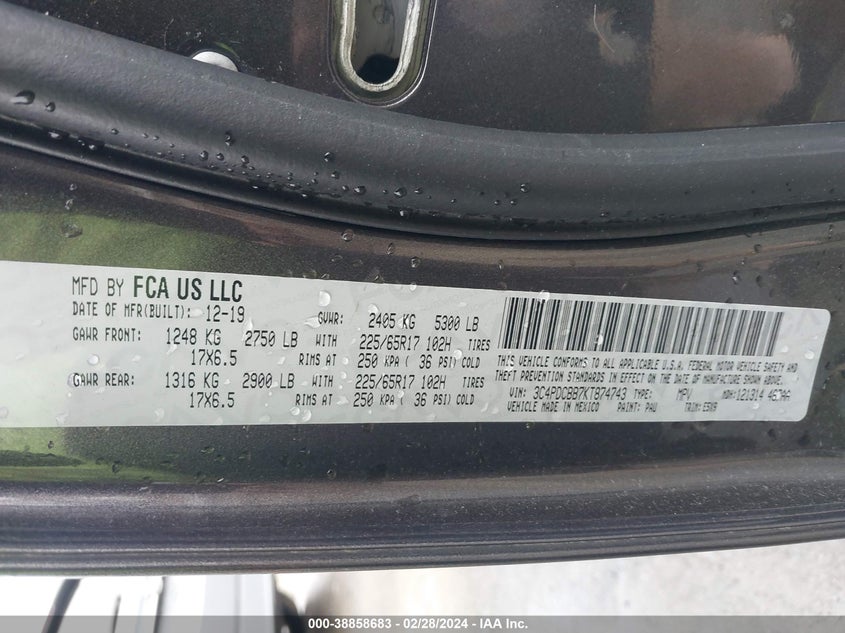 MFD BY FCA US LLC
DATE OF MFR(BUILT): 12-19 GVWR: 2405 KG 5300 LB
GAWR FRONT: 1248 KG 2750 LB WITH 225/65R17 102H TIRES
17X6.5 RIMS AT 250 KPA ( 36 PSI) COLD
GAWR REAR: 1316 KG 2900 LB WITH 225/65R17 102H TIRES
17X6.5 RIMS AT 250 KPA ( 36 PSI) COLD
THIS VEHICLE CONFORMS TO ALL APPLICABLE U.S.A. FEDERAL MOTOR VEHICLE SAFETY AND
THEFT PREVENTION STANDARDS IN EFFECT ON THE DATE OF MANUFACTURE SHOWN ABOVE.
VIN: 3C4PDCBB7KT874743 TYPE: MPV MDH:121314
VEHICLE MADE IN MEXICO PAINT: PAU TRIM: E5X9
000-38858683 - 02/28/2024 - IAA Inc.